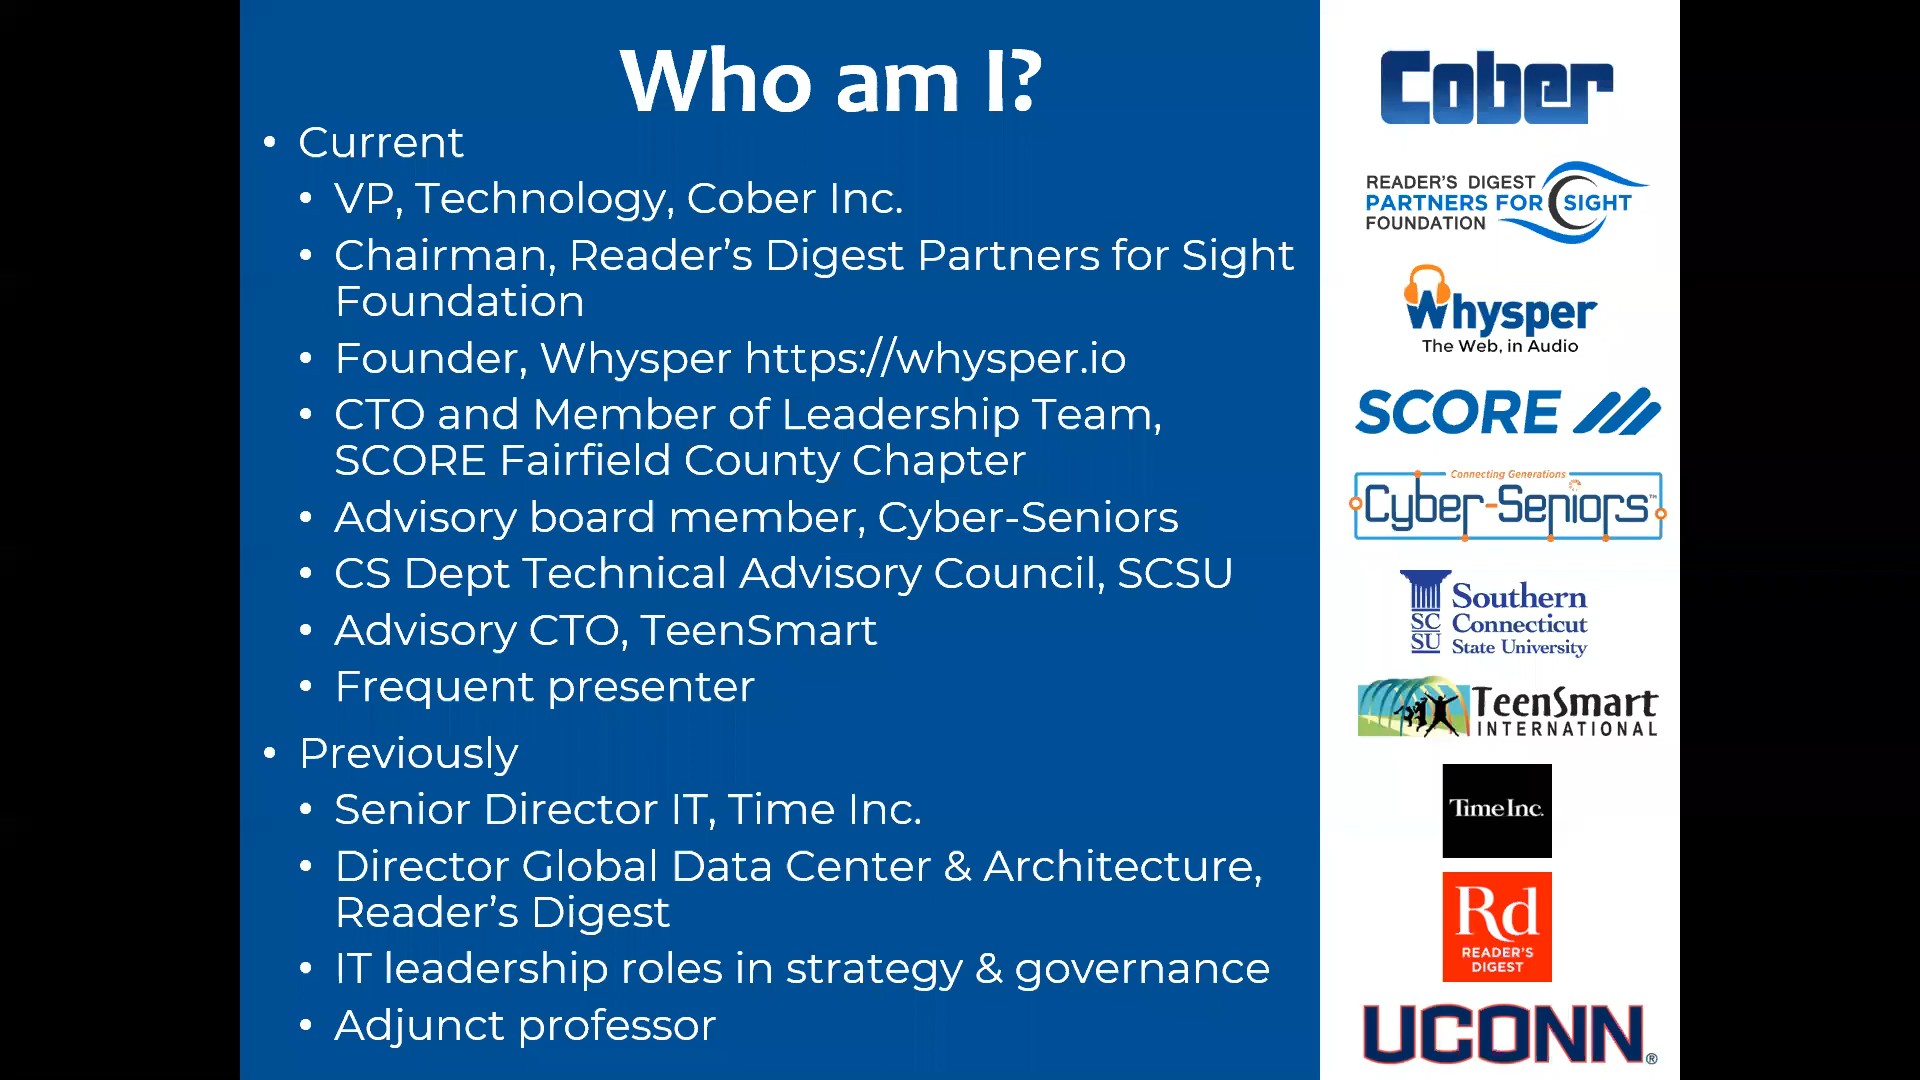 Who am I?
• Current
• VP, Technology, Cober Inc.
• Chairman, Reader’s Digest Partners for Sight
Foundation
• Founder, Whysper https://whysper.io
• CTO and Member of Leadership Team,
SCORE Fairfield County Chapter
• Advisory board member, Cyber-Seniors
• CS Dept Technical Advisory Council, SCSU
• Advisory CTO, TeenSmart
• Frequent presenter
• Previously
• Senior Director IT, Time Inc.
• Director Global Data Center & Architecture,
Reader’s Digest
• IT leadership roles in strategy & governance
• Adjunct professor
Cober
READER’S DIGEST
PARTNERS FOR SIGHT
FOUNDATION
Whysper
The Web, in Audio
SCORE
Connecting Generations
Cyber-Seniors™
SC
SU
Southern
Connecticut
State University
TeenSmart
INTERNATIONAL
TimeInc.
Rd
READER’S
DIGEST
UCONN®